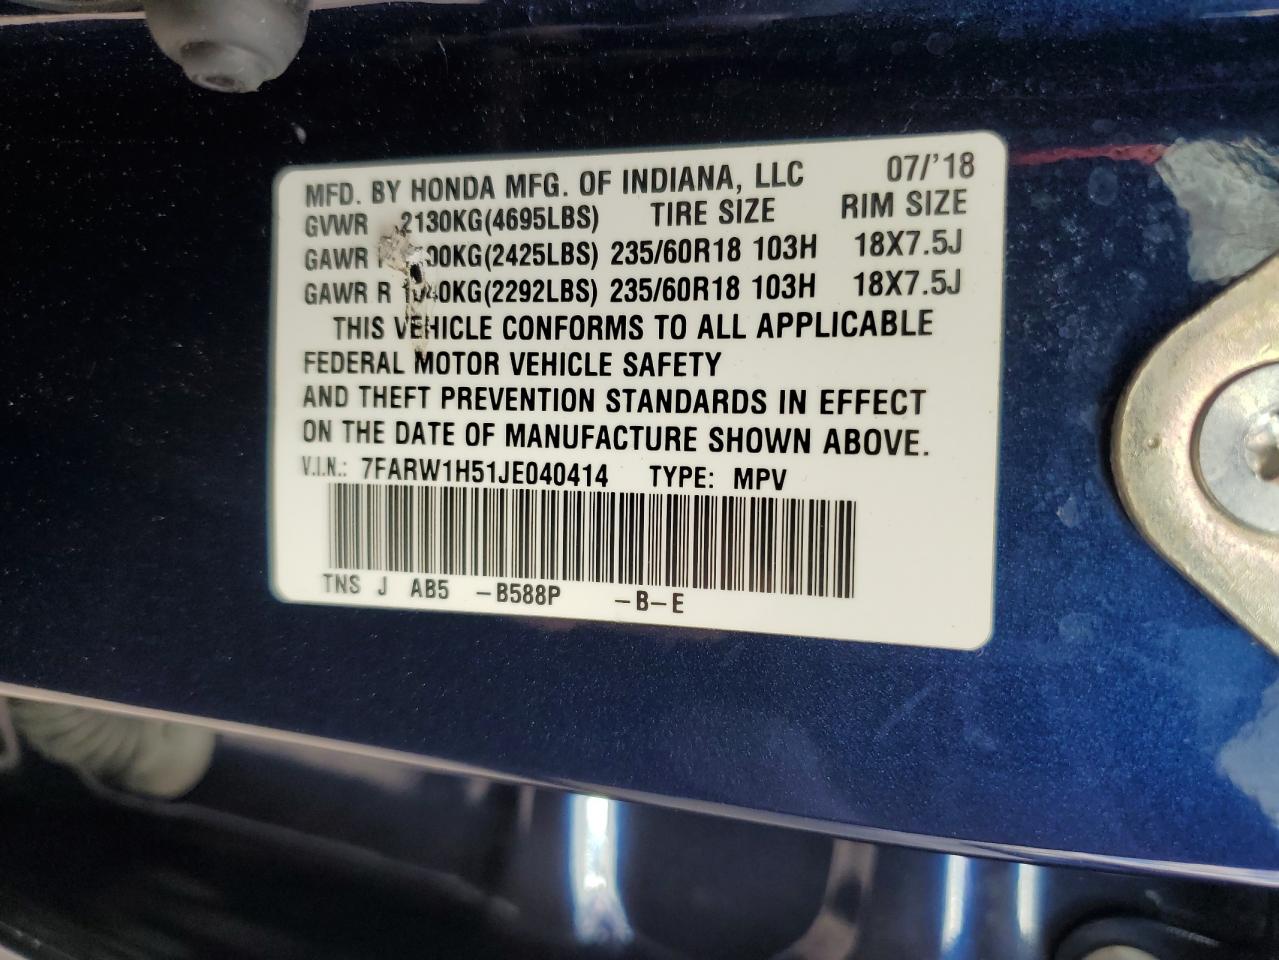 MFD. BY HONDA MFG. OF INDIANA, LLC 07/'18
GVWR 2130KG(4695LBS) TIRE SIZE RIM SIZE
GAWR (2425LBS) 235/60R18 103H 18X7.5J
GAWR R (2292LBS) 235/60R18 103H 18X7.5J
THIS VEHICLE CONFORMS TO ALL APPLICABLE
FEDERAL MOTOR VEHICLE SAFETY
AND THEFT PREVENTION STANDARDS IN EFFECT
ON THE DATE OF MANUFACTURE SHOWN ABOVE.
V.I.N.: 7FARW1H51JE040414 TYPE: MPV
TNS J AB5 -B588P -B-E